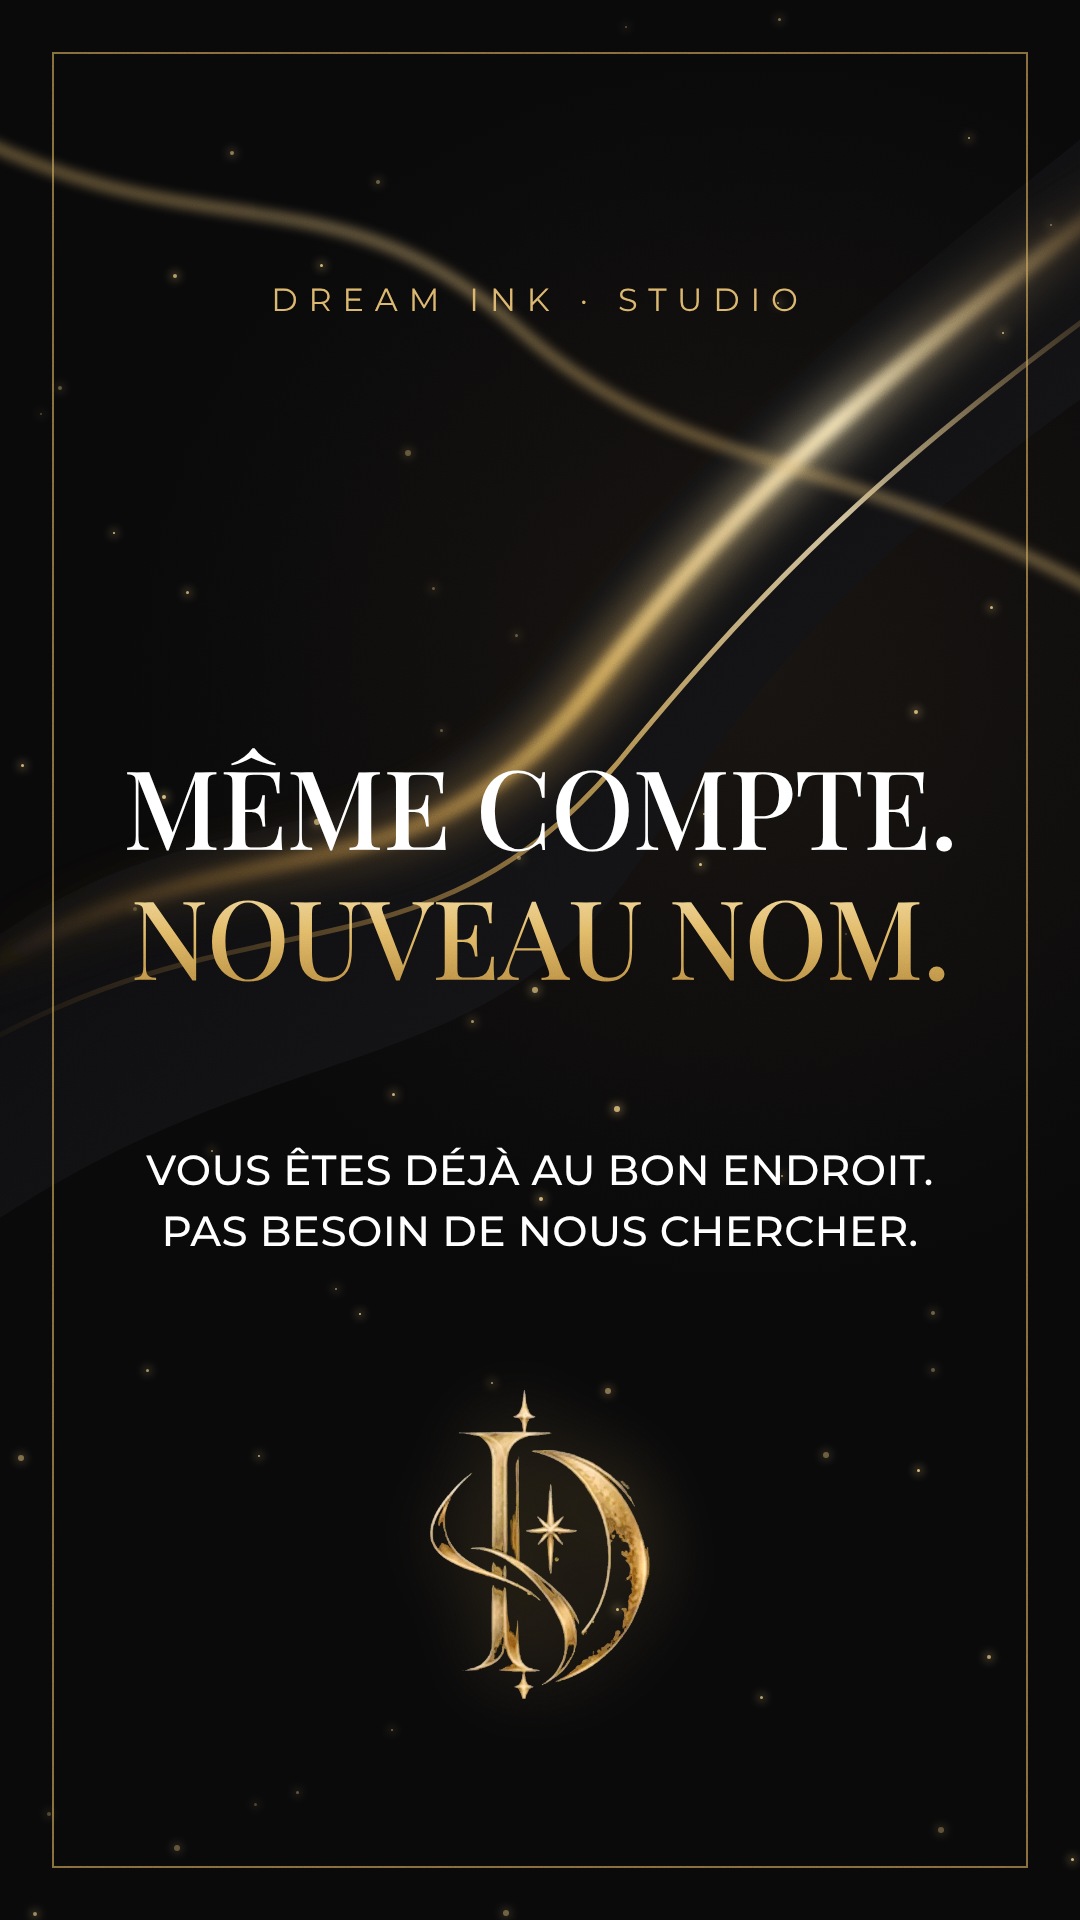 DREAM INK · STUDIO
MÊME COMPTE.
NOUVEAU NOM.
VOUS ÊTES DÉJÀ AU BON ENDROIT.
PAS BESOIN DE NOUS CHERCHER.